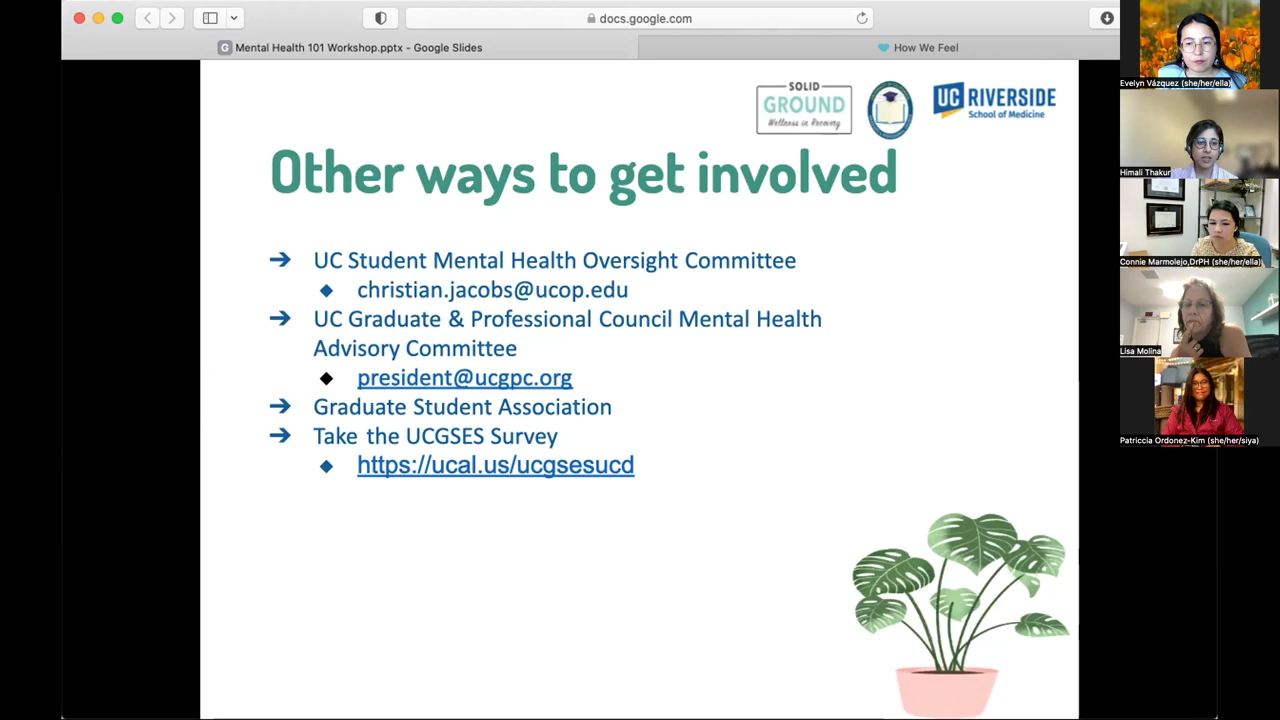 docs.google.com
Mental Health 101 Workshop.pptx - Google Slides
How We Feel
SOLID
GROUND
Wellness in Recovery
UC RIVERSIDE
School of Medicine
Other ways to get involved
UC Student Mental Health Oversight Committee
christian.jacobs@ucop.edu
UC Graduate & Professional Council Mental Health
Advisory Committee
president@ucgpc.org
Graduate Student Association
Take the UCGSES Survey
https://ucal.us/ucgsesucd
Evelyn Vázquez (she/her/ella)
Himali Thakur
Connie Marmolejo,DrPH (she/her/ella)
Lisa Molina
Patriccia Ordonez-Kim (she/her/siya)